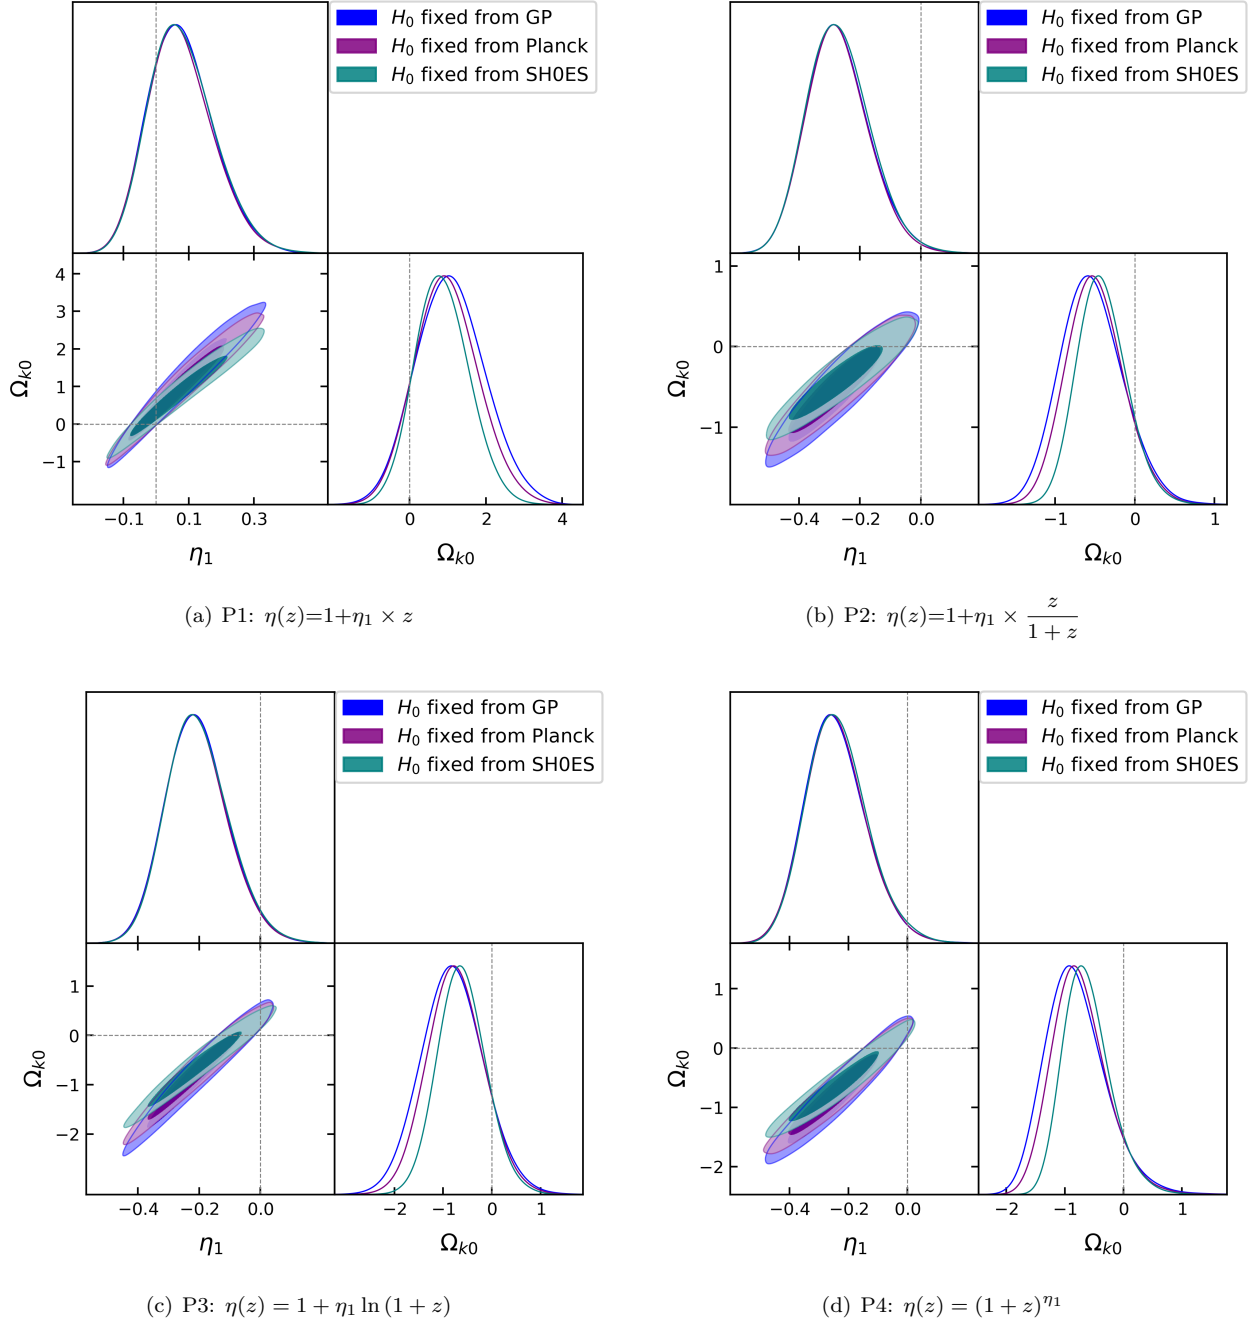 H0 fixed from GP
H0 fixed from Planck
H0 fixed from SH0ES
4
3
2
1
0
−1
Ωk0
−0.1 0.1 0.3
η1
0 2 4
Ωk0
(a) P1: η(z)=1+η1 × z
H0 fixed from GP
H0 fixed from Planck
H0 fixed from SH0ES
1
0
−1
Ωk0
−0.4 −0.2 0.0
η1
−1 0 1
Ωk0
(b) P2: η(z)=1+η1 × z / 1 + z
H0 fixed from GP
H0 fixed from Planck
H0 fixed from SH0ES
1
0
−1
−2
Ωk0
−0.4 −0.2 0.0
η1
−2 −1 0 1
Ωk0
(c) P3: η(z) = 1 + η1 ln (1 + z)
H0 fixed from GP
H0 fixed from Planck
H0 fixed from SH0ES
1
0
−1
−2
Ωk0
−0.4 −0.2 0.0
η1
−2 −1 0 1
Ωk0
(d) P4: η(z) = (1 + z)^η1